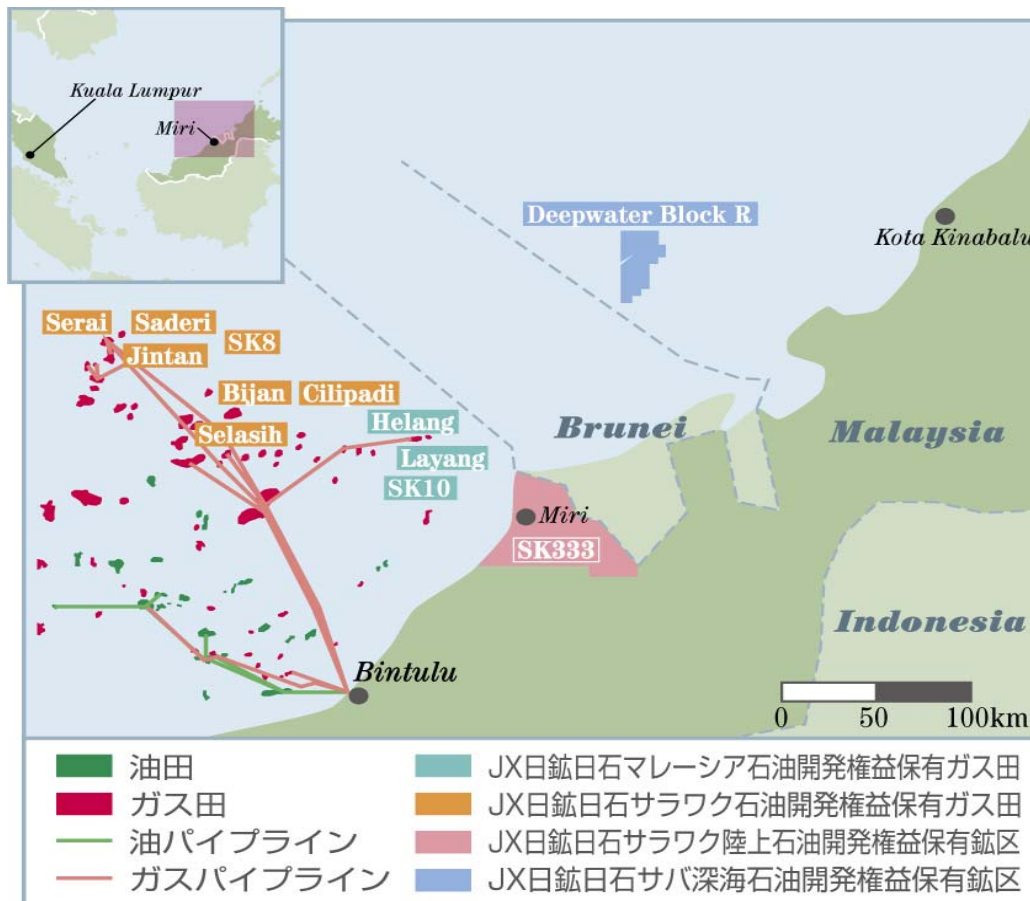 Kuala Lumpur
Miri
Deepwater Block R
Kota Kinabalu
Serai
Saderi
SK8
Jintan
Bijan
Cilipadi
Helang
Selasih
Layang
SK10
Brunei
Malaysia
Miri
SK333
Indonesia
Bintulu
0 50 100km
油田
ガス田
油パイプライン
ガスパイプライン
JX日鉱日石マレーシア石油開発権益保有ガス田
JX日鉱日石サラワク石油開発権益保有ガス田
JX日鉱日石サラワク陸上石油開発権益保有鉱区
JX日鉱日石サバ深海石油開発権益保有鉱区